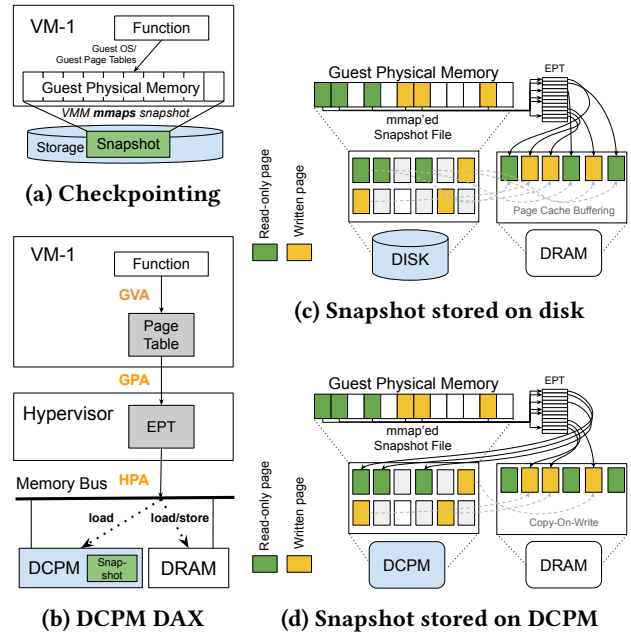 VM-1
Function
Guest OS/
Guest Page Tables
Guest Physical Memory
VMM mmaps snapshot
Storage
Snapshot
(a) Checkpointing
VM-1
Function
GVA
Page
Table
GPA
Hypervisor
EPT
HPA
Memory Bus
load
load/store
DCPM
Snap-
shot
DRAM
(b) DCPM DAX
Guest Physical Memory
EPT
mmap'ed
Snapshot File
Page Cache Buffering
Read-only page
Written page
DISK
DRAM
(c) Snapshot stored on disk
Guest Physical Memory
EPT
mmap'ed
Snapshot File
Copy-On-Write
Read-only page
Written page
DCPM
DRAM
(d) Snapshot stored on DCPM